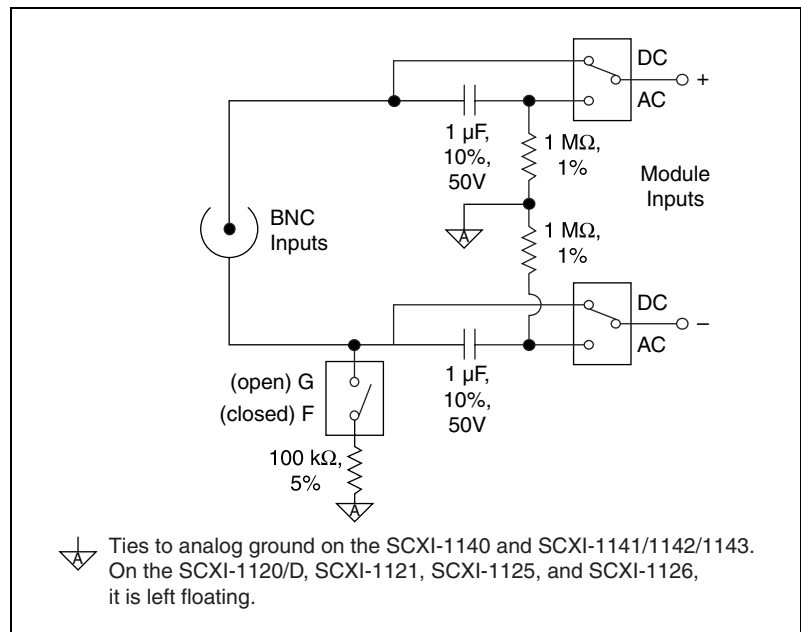 DC
+
AC
1 µF,
10%,
50V
1 MΩ,
1%
Module
Inputs
BNC
Inputs
A
1 MΩ,
1%
DC
–
AC
(open) G
(closed) F
1 µF,
10%,
50V
100 kΩ,
5%
A
A
Ties to analog ground on the SCXI-1140 and SCXI-1141/1142/1143.
On the SCXI-1120/D, SCXI-1121, SCXI-1125, and SCXI-1126,
it is left floating.